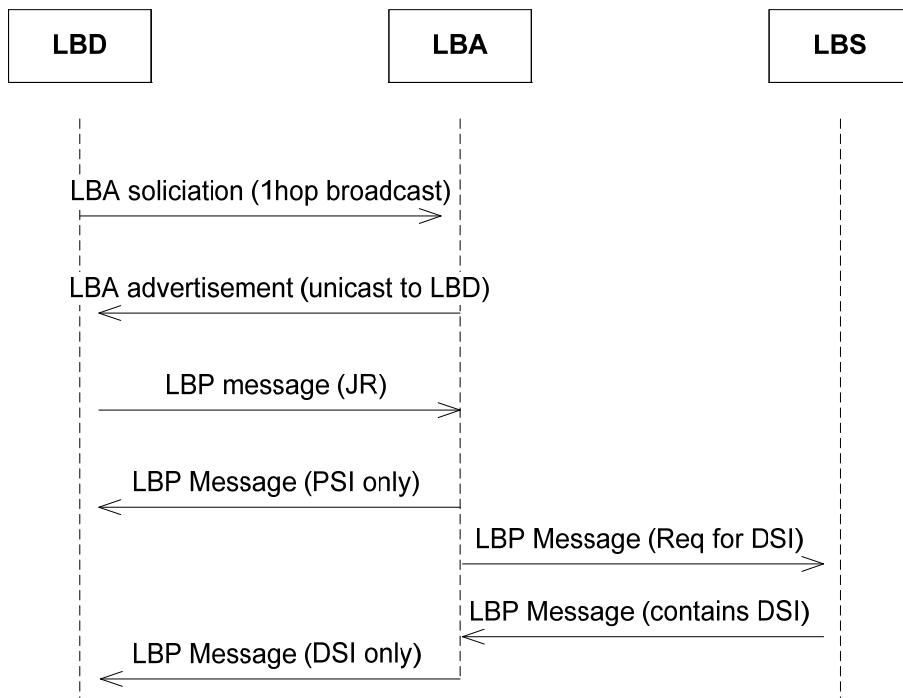 LBD
LBA
LBS
LBA soliciation (1hop broadcast)
LBA advertisement (unicast to LBD)
LBP message (JR)
LBP Message (PSI only)
LBP Message (Req for DSI)
LBP Message (contains DSI)
LBP Message (DSI only)